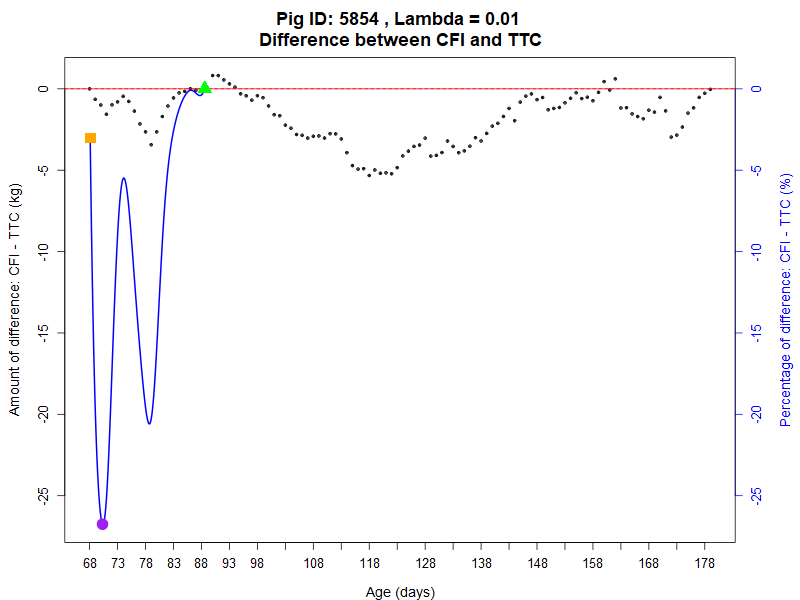 Pig ID: 5854 , Lambda = 0.01
Difference between CFI and TTC
0
-5
-10
-15
-20
-25
Amount of difference: CFI - TTC (kg)
0
-5
-10
-15
-20
-25
Percentage of difference: CFI - TTC (%)
68 73 78 83 88 93 98 108 118 128 138 148 158 168 178
Age (days)